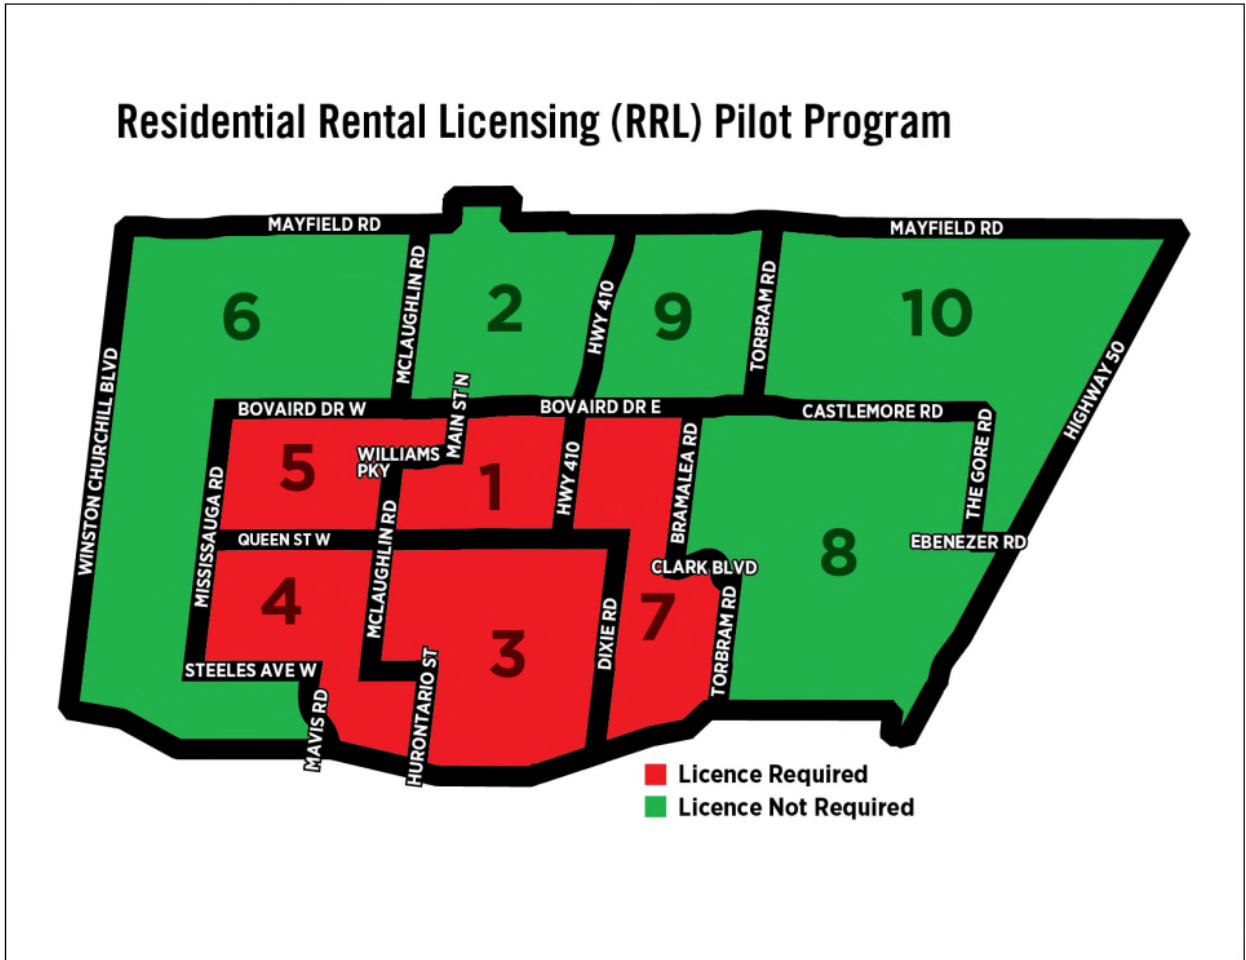 Residential Rental Licensing (RRL) Pilot Program
MAYFIELD RD
MAYFIELD RD
6
MCLAUGHLIN RD
2
HWY 410
9
TORBRAM RD
10
WINSTON CHURCHILL BLVD
HIGHWAY 50
BOVAIRD DR W
MAIN ST N
BOVAIRD DR E
CASTLEMORE RD
THE GORE RD
5
WILLIAMS
PKY
1
HWY 410
BRAMALEA RD
MISSISSAUGA RD
QUEEN ST W
MCLAUGHLIN RD
EBENEZER RD
8
CLARK BLVD
4
3
DIXIE RD
7
TORBRAM RD
STEELES AVE W
MAVIS RD
HURONTARIO ST
Licence Required
Licence Not Required